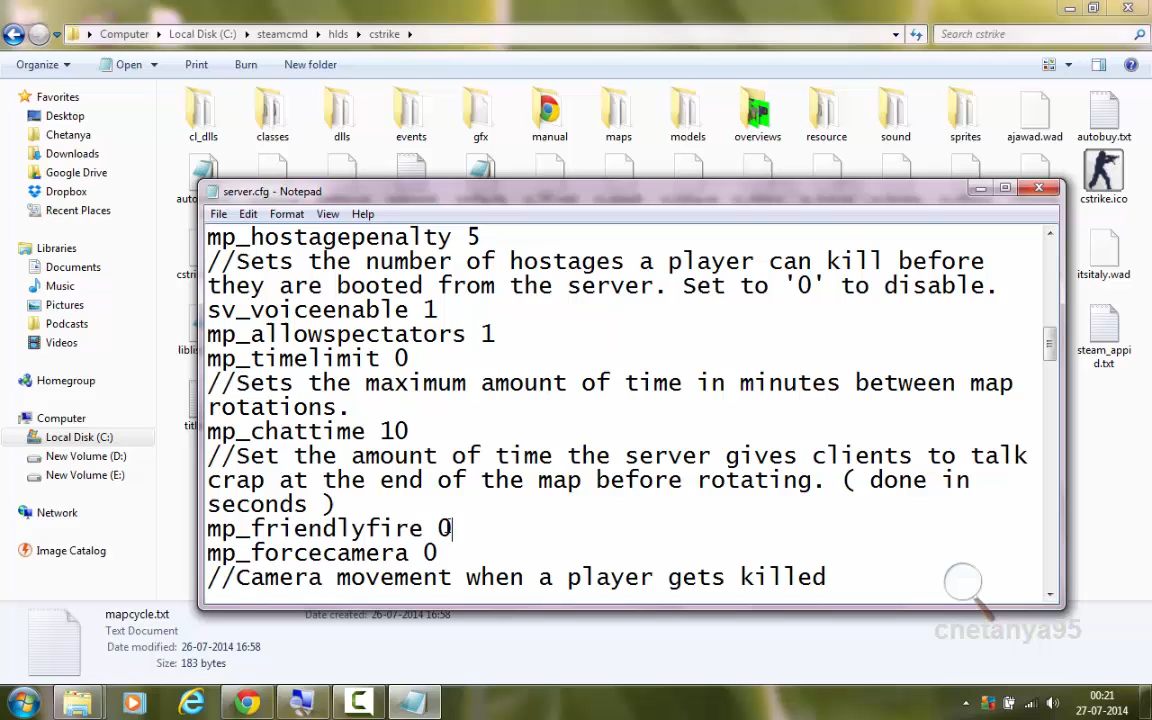 Computer Local Disk (C:) steamcmd hlds cstrike
Search cstrike
Organize Open Print Burn New folder
Favorites
Desktop
Chetanya
Downloads
Google Drive
Dropbox
Recent Places
Libraries
Documents
Music
Pictures
Podcasts
Videos
Homegroup
Computer
Local Disk (C:)
New Volume (D:)
New Volume (E:)
Network
Image Catalog
cl_dlls classes dlls events gfx manual maps models overviews resource sound sprites ajawad.wad autobuy.txt
cstrike.ico
itsitaly.wad
steam_appi
d.txt
server.cfg - Notepad
File Edit Format View Help
mp_hostagepenalty 5
//Sets the number of hostages a player can kill before
they are booted from the server. Set to '0' to disable.
sv_voiceenable 1
mp_allowspectators 1
mp_timelimit 0
//Sets the maximum amount of time in minutes between map
rotations.
mp_chattime 10
//Set the amount of time the server gives clients to talk
crap at the end of the map before rotating. ( done in
seconds )
mp_friendlyfire 0
mp_forcecamera 0
//Camera movement when a player gets killed
mapcycle.txt Date created: 26-07-2014 16:58
Text Document
Date modified: 26-07-2014 16:58
Size: 183 bytes
cnetanya95
00:21
27-07-2014